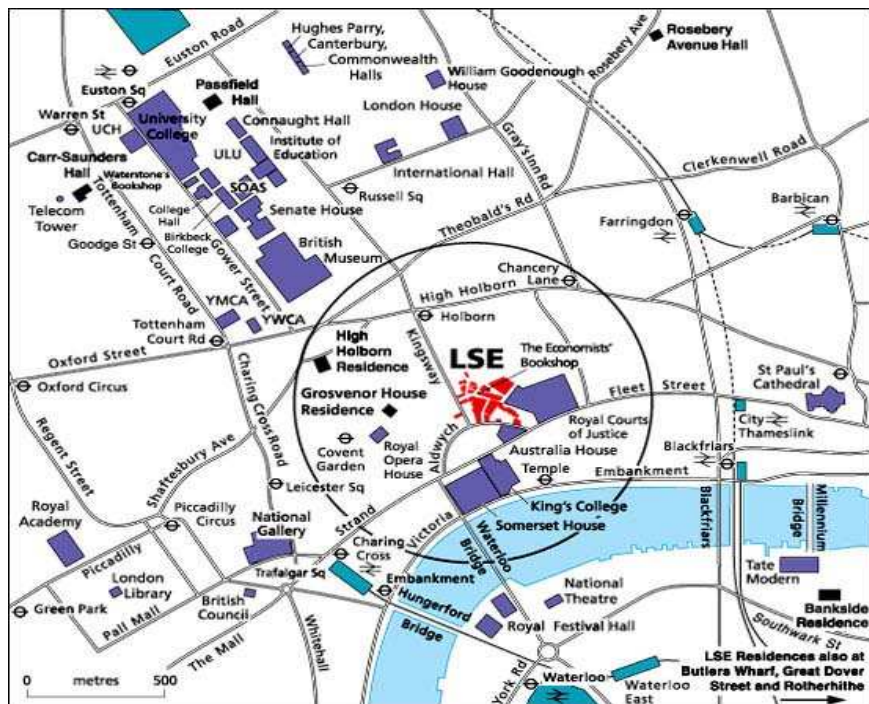 Hughes Parry,
Canterbury,
Commonwealth
Halls
Rosebery
Avenue Hall
Rosebery Ave
Euston Road
William Goodenough
House
Euston Sq
Passfield
Hall
London House
Warren St
UCH
University
College
Connaught Hall
Gray's Inn Rd
ULU
Institute of
Education
Clerkenwell Road
Carr-Saunders
Hall
Waterstone's
Bookshop
International Hall
SOAS
Russell Sq
Barbican
College
Hall
Senate House
Theobald's Rd
Farringdon
Telecom
Tower
Tottenham
Court Road
Birkbeck
College
Goodge St
Gower Street
British
Museum
Chancery
Lane
High Holborn
YMCA
YWCA
Holborn
Tottenham
Court Rd
High
Holborn
Residence
Kingsway
LSE
The Economists'
Bookshop
Oxford Street
St Paul's
Cathedral
Oxford Circus
Charing Cross Road
Grosvenor House
Residence
Fleet Street
Regent Street
Royal Courts
of Justice
City
Thameslink
Shaftesbury Ave
Covent
Garden
Royal
Opera
House
Aldwych
Australia House
Blackfriars
Temple
Embankment
Leicester Sq
King's College
Royal
Academy
Piccadilly
Circus
National
Gallery
Strand
Somerset House
Victoria
Waterloo
Bridge
Blackfriars
Millennium
Bridge
Charing
Cross
Piccadilly
Trafalgar Sq
Tate
Modern
London
Library
Embankment
National
Theatre
Green Park
British
Council
Hungerford
Bridge
Bankside
Residence
Pall Mall
Royal Festival Hall
Southwark St
The Mall
Whitehall
LSE Residences also at
Butlers Wharf, Great Dover
Street and Rotherhithe
York Rd
Waterloo
Waterloo
East
0 metres 500